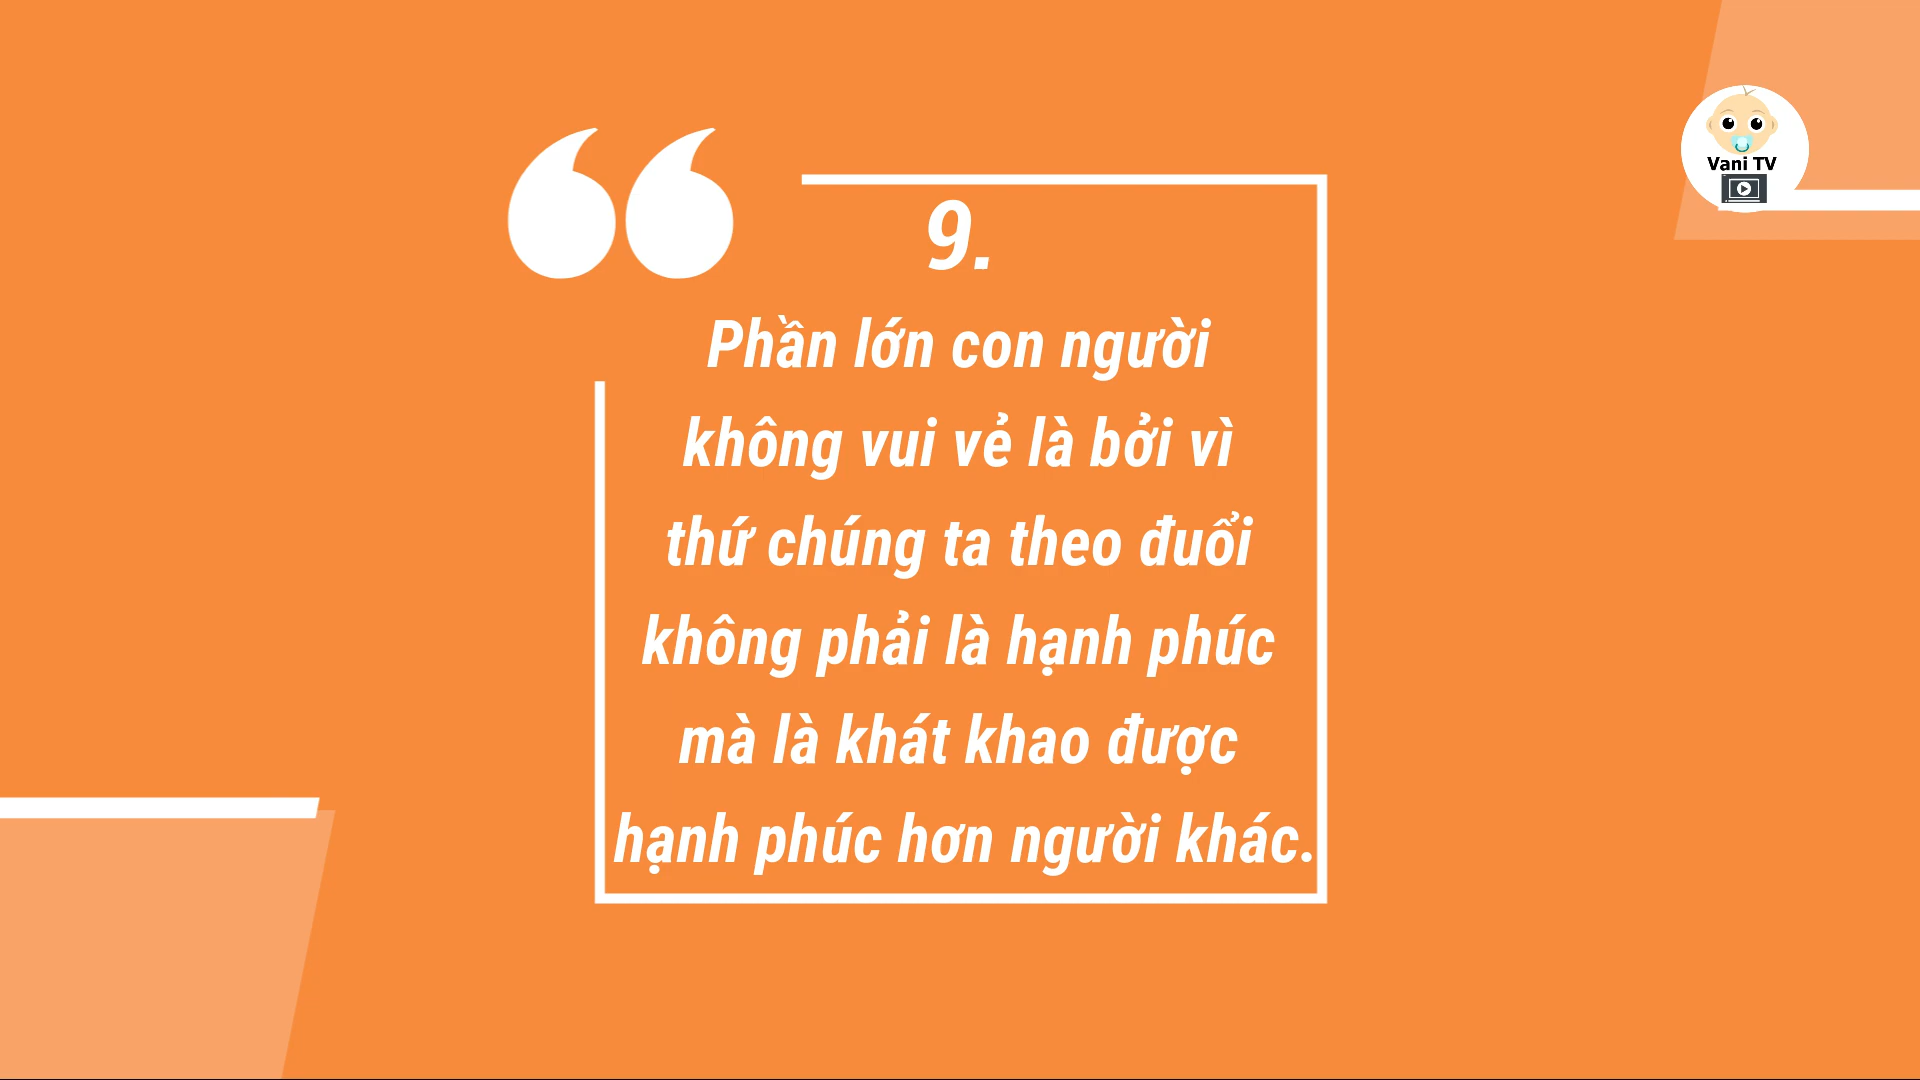 Vani TV
9.
Phần lớn con người
không vui vẻ là bởi vì
thứ chúng ta theo đuổi
không phải là hạnh phúc
mà là khát khao được
hạnh phúc hơn người khác.